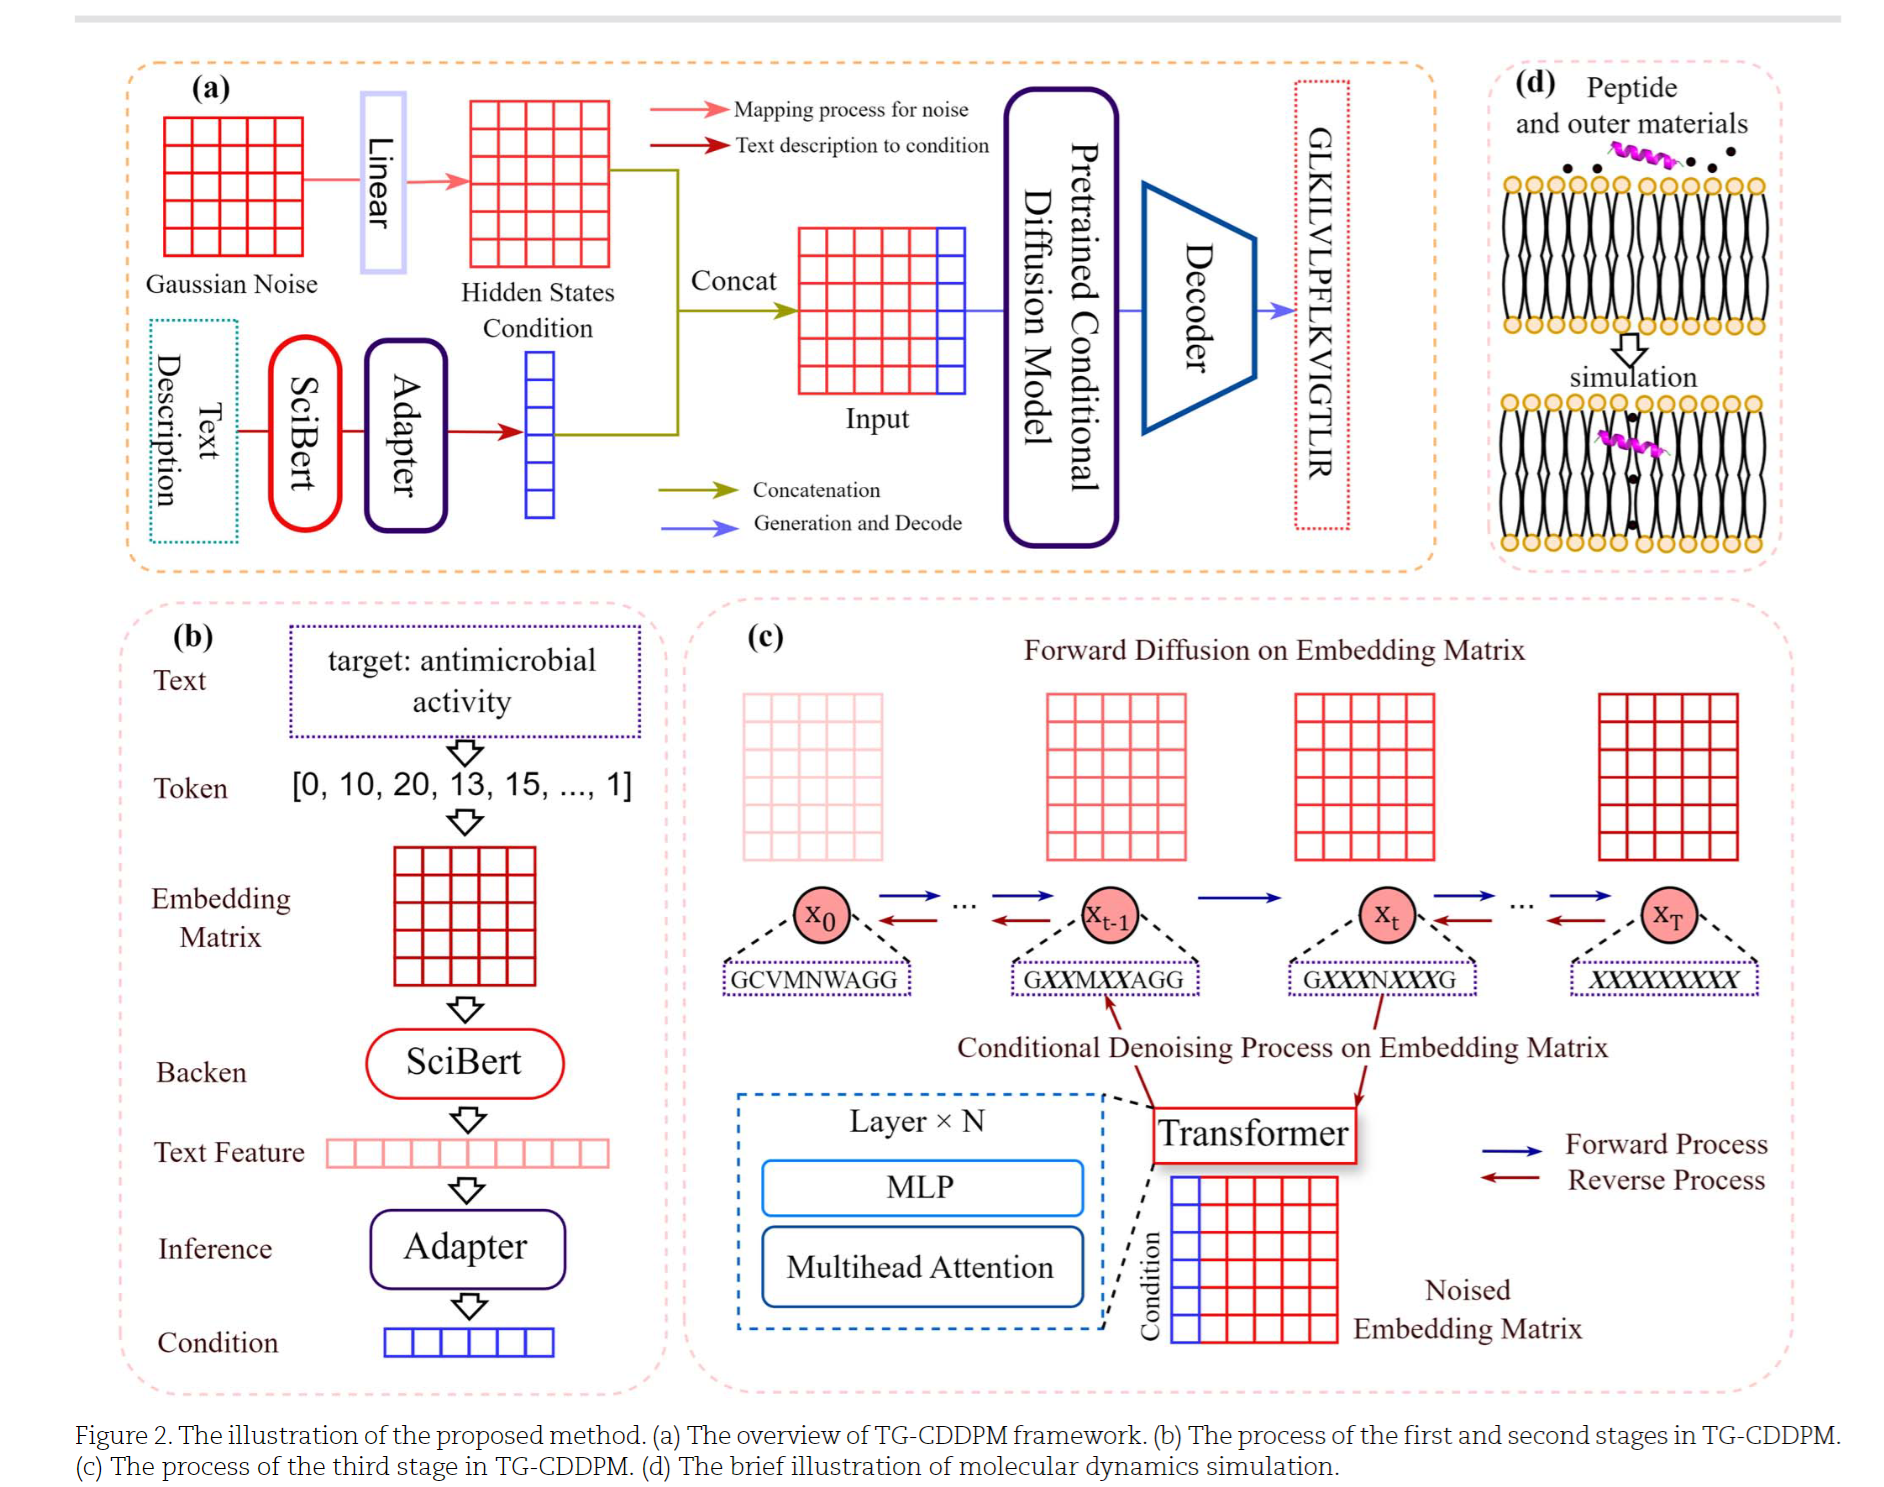 (a)
Gaussian Noise
Linear
Hidden States
Condition
Mapping process for noise
Text description to condition
Text
Description
SciBert
Adapter
Concat
Input
Concatenation
Generation and Decode
Pretrained Conditional
Diffusion Model
Decoder
GLKILVLPFLKVIGTLIR
(d)
Peptide
and outer materials
simulation
(b)
Text
target: antimicrobial
activity
Token
[0, 10, 20, 13, 15, ..., 1]
Embedding
Matrix
Backen
SciBert
Text Feature
Inference
Adapter
Condition
(c)
Forward Diffusion on Embedding Matrix
x0 ... xt-1 xt ... xT
GCVMNWAGG GXXMXXAGG GXXXNXXXG XXXXXXXXX
Conditional Denoising Process on Embedding Matrix
Layer × N
MLP
Multihead Attention
Transformer
Forward Process
Reverse Process
Condition
Noised
Embedding Matrix
Figure 2. The illustration of the proposed method. (a) The overview of TG-CDDPM framework. (b) The process of the first and second stages in TG-CDDPM.
(c) The process of the third stage in TG-CDDPM. (d) The brief illustration of molecular dynamics simulation.